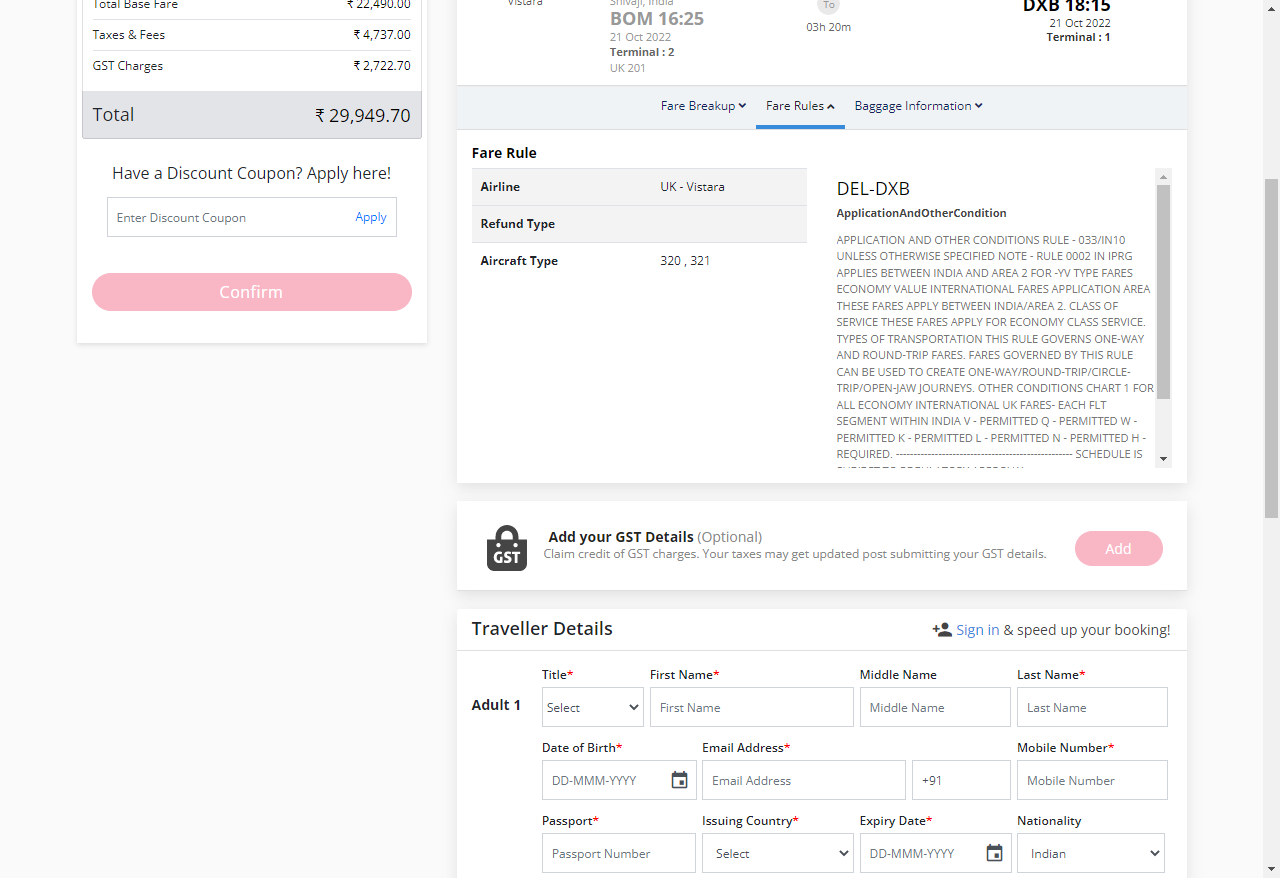 Total Base Fare ₹ 22,490.00
Taxes & Fees ₹ 4,737.00
GST Charges ₹ 2,722.70
Total ₹ 29,949.70
Have a Discount Coupon? Apply here!
Enter Discount Coupon Apply
Confirm
Vistara
Shivaji, India
BOM 16:25
21 Oct 2022
Terminal : 2
UK 201
To
03h 20m
DXB 18:15
21 Oct 2022
Terminal : 1
Fare Breakup Fare Rules Baggage Information
Fare Rule
Airline UK - Vistara
Refund Type
Aircraft Type 320 , 321
DEL-DXB
ApplicationAndOtherCondition
APPLICATION AND OTHER CONDITIONS RULE - 033/IN10
UNLESS OTHERWISE SPECIFIED NOTE - RULE 0002 IN IPRG
APPLIES BETWEEN INDIA AND AREA 2 FOR -YV TYPE FARES
ECONOMY VALUE INTERNATIONAL FARES APPLICATION AREA
THESE FARES APPLY BETWEEN INDIA/AREA 2. CLASS OF
SERVICE THESE FARES APPLY FOR ECONOMY CLASS SERVICE.
TYPES OF TRANSPORTATION THIS RULE GOVERNS ONE-WAY
AND ROUND-TRIP FARES. FARES GOVERNED BY THIS RULE
CAN BE USED TO CREATE ONE-WAY/ROUND-TRIP/CIRCLE-
TRIP/OPEN-JAW JOURNEYS. OTHER CONDITIONS CHART 1 FOR
ALL ECONOMY INTERNATIONAL UK FARES- EACH FLT
SEGMENT WITHIN INDIA V - PERMITTED Q - PERMITTED W -
PERMITTED K - PERMITTED L - PERMITTED N - PERMITTED H -
REQUIRED. -------------------------------------------------- SCHEDULE IS
GST
Add your GST Details (Optional)
Claim credit of GST charges. Your taxes may get updated post submitting your GST details.
Add
Traveller Details
Sign in & speed up your booking!
Adult 1
Title* First Name* Middle Name Last Name*
Select First Name Middle Name Last Name
Date of Birth* Email Address* Mobile Number*
DD-MMM-YYYY Email Address +91 Mobile Number
Passport* Issuing Country* Expiry Date* Nationality
Passport Number Select DD-MMM-YYYY Indian